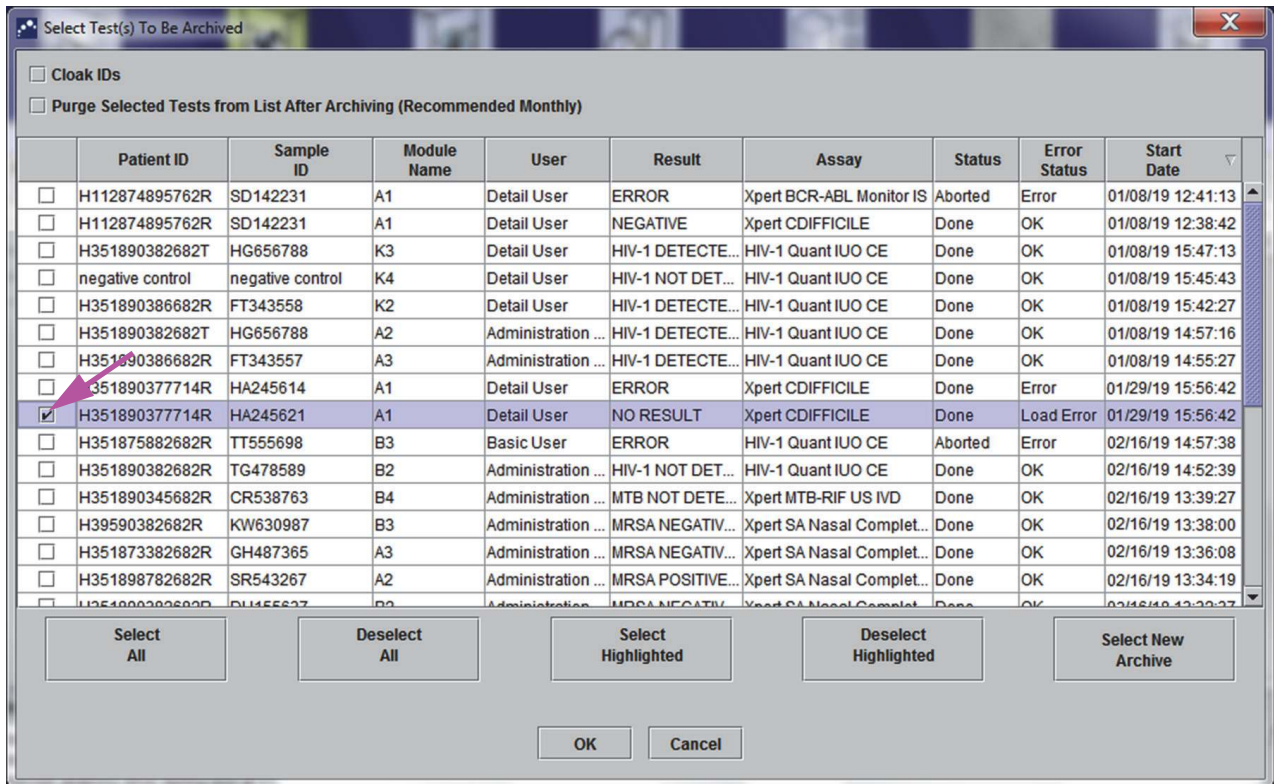 Select Test(s) To Be Archived
Cloak IDs
Purge Selected Tests from List After Archiving (Recommended Monthly)
Patient ID Sample ID Module Name User Result Assay Status Error Status Start Date
H112874895762R SD142231 A1 Detail User ERROR Xpert BCR-ABL Monitor IS Aborted Error 01/08/19 12:41:13
H112874895762R SD142231 A1 Detail User NEGATIVE Xpert CDIFFICILE Done OK 01/08/19 12:38:42
H351890382682T HG656788 K3 Detail User HIV-1 DETECTE... HIV-1 Quant IUO CE Done OK 01/08/19 15:47:13
negative control negative control K4 Detail User HIV-1 NOT DET... HIV-1 Quant IUO CE Done OK 01/08/19 15:45:43
H351890386682R FT343558 K2 Detail User HIV-1 DETECTE... HIV-1 Quant IUO CE Done OK 01/08/19 15:42:27
H351890382682T HG656788 A2 Administration ... HIV-1 DETECTE... HIV-1 Quant IUO CE Done OK 01/08/19 14:57:16
H351890386682R FT343557 A3 Administration ... HIV-1 DETECTE... HIV-1 Quant IUO CE Done OK 01/08/19 14:55:27
H351890377714R HA245614 A1 Detail User ERROR Xpert CDIFFICILE Done Error 01/29/19 15:56:42
H351890377714R HA245621 A1 Detail User NO RESULT Xpert CDIFFICILE Done Load Error 01/29/19 15:56:42
H351875882682R TT555698 B3 Basic User ERROR HIV-1 Quant IUO CE Aborted Error 02/16/19 14:57:38
H351890382682R TG478589 B2 Administration ... HIV-1 NOT DET... HIV-1 Quant IUO CE Done OK 02/16/19 14:52:39
H351890345682R CR538763 B4 Administration ... MTB NOT DETE... Xpert MTB-RIF US IVD Done OK 02/16/19 13:39:27
H39590382682R KW630987 B3 Administration ... MRSA NEGATIV... Xpert SA Nasal Complet... Done OK 02/16/19 13:38:00
H351873382682R GH487365 A3 Administration ... MRSA NEGATIV... Xpert SA Nasal Complet... Done OK 02/16/19 13:36:08
H351898782682R SR543267 A2 Administration ... MRSA POSITIVE... Xpert SA Nasal Complet... Done OK 02/16/19 13:34:19
Select All Deselect All Select Highlighted Deselect Highlighted Select New Archive
OK Cancel